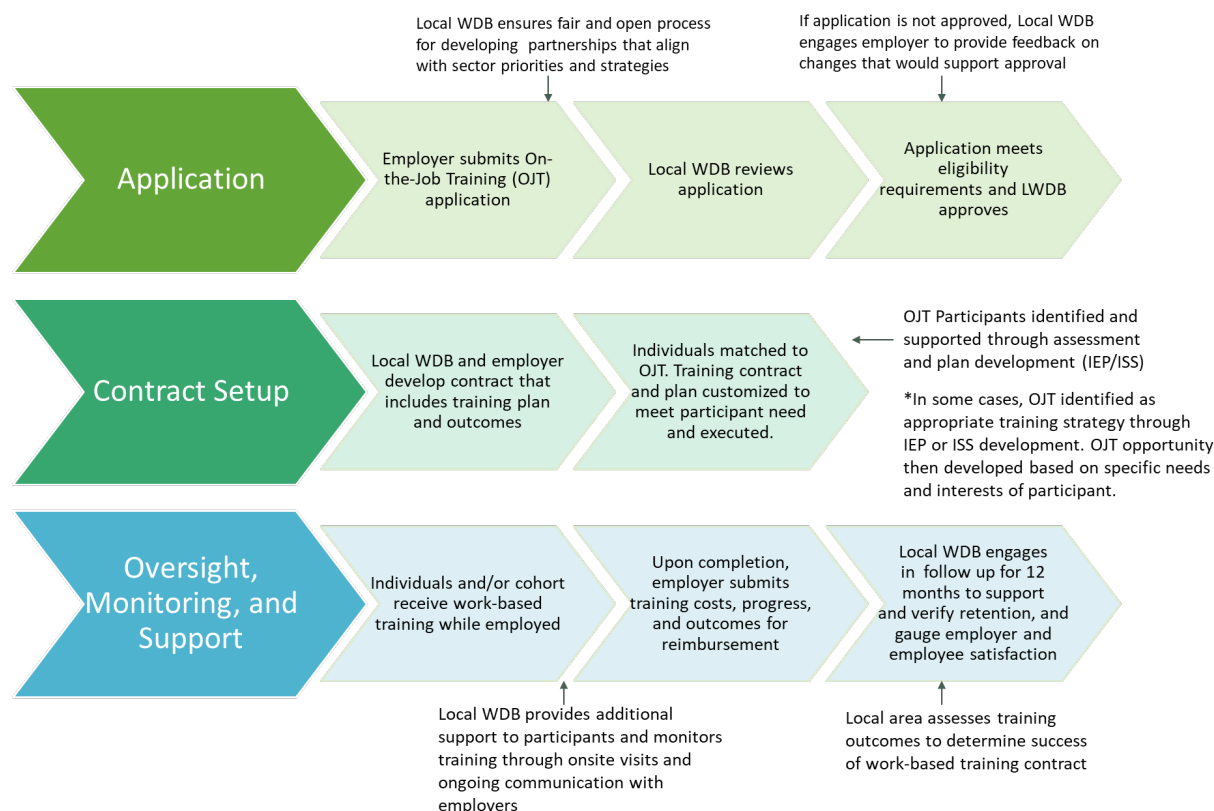 Local WDB ensures fair and open process
for developing partnerships that align
with sector priorities and strategies
If application is not approved, Local WDB
engages employer to provide feedback on
changes that would support approval
Application
Employer submits On-
the-Job Training (OJT)
application
Local WDB reviews
application
Application meets
eligibility
requirements and LWDB
approves
Contract Setup
Local WDB and employer
develop contract that
includes training plan
and outcomes
Individuals matched to
OJT. Training contract
and plan customized to
meet participant need
and executed.
OJT Participants identified and
supported through assessment
and plan development (IEP/ISS)
*In some cases, OJT identified as
appropriate training strategy through
IEP or ISS development. OJT opportunity
then developed based on specific needs
and interests of participant.
Oversight,
Monitoring, and
Support
Individuals and/or cohort
receive work-based
training while employed
Upon completion,
employer submits
training costs, progress,
and outcomes for
reimbursement
Local WDB engages
in follow up for 12
months to support
and verify retention, and
gauge employer and
employee satisfaction
Local WDB provides additional
support to participants and monitors
training through onsite visits and
ongoing communication with
employers
Local area assesses training
outcomes to determine success
of work-based training contract